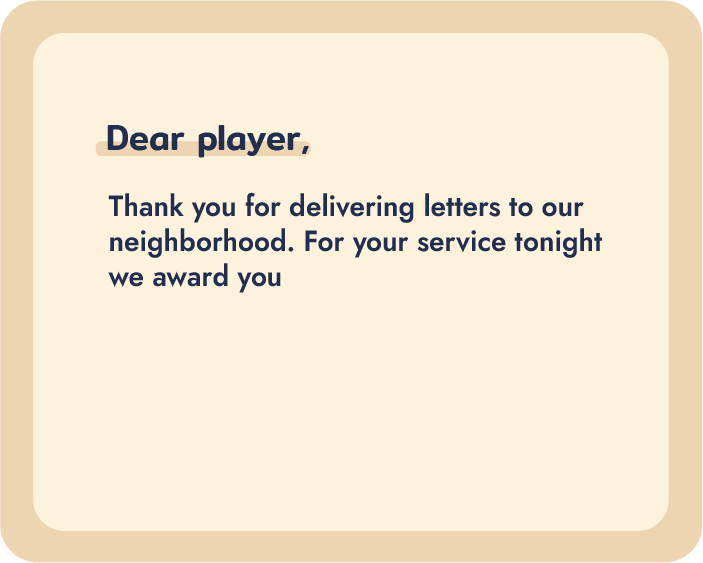 Dear player,
Thank you for delivering letters to our
neighborhood. For your service tonight
we award you